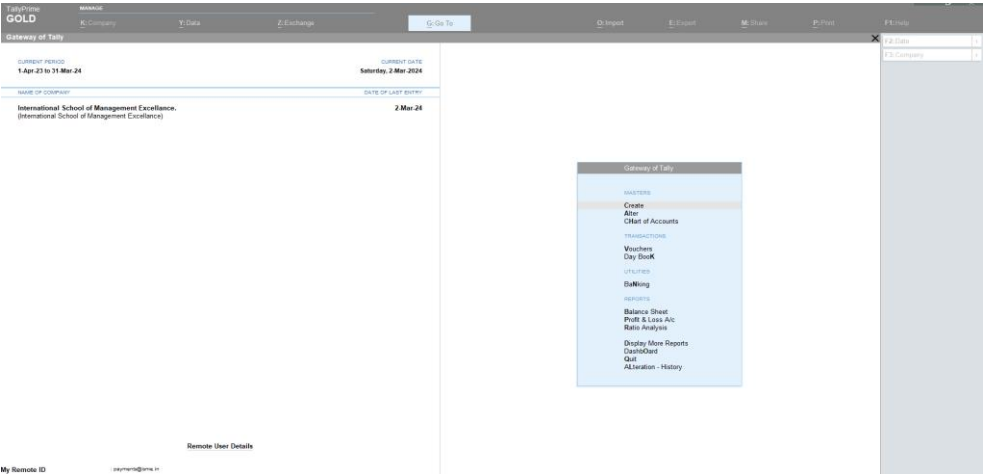 TallyPrime
GOLD
MANAGE
K:Company Y:Data Z:Exchange G:Go To O:Import E:Export M:Share P:Print F1:Help
Gateway of Tally
F2:Date
F3:Company
CURRENT PERIOD CURRENT DATE
1-Apr-23 to 31-Mar-24 Saturday, 2-Mar-2024
NAME OF COMPANY DATE OF LAST ENTRY
International School of Management Excellance. 2-Mar-24
(International School of Management Excellance)
Gateway of Tally
MASTERS
Create
Alter
CHart of Accounts
TRANSACTIONS
Vouchers
Day BooK
UTILITIES
BaNking
REPORTS
Balance Sheet
Profit & Loss A/c
Ratio Analysis
Display More Reports
DashbOard
Quit
ALteration - History
Remote User Details
My Remote ID : payments@isme.in